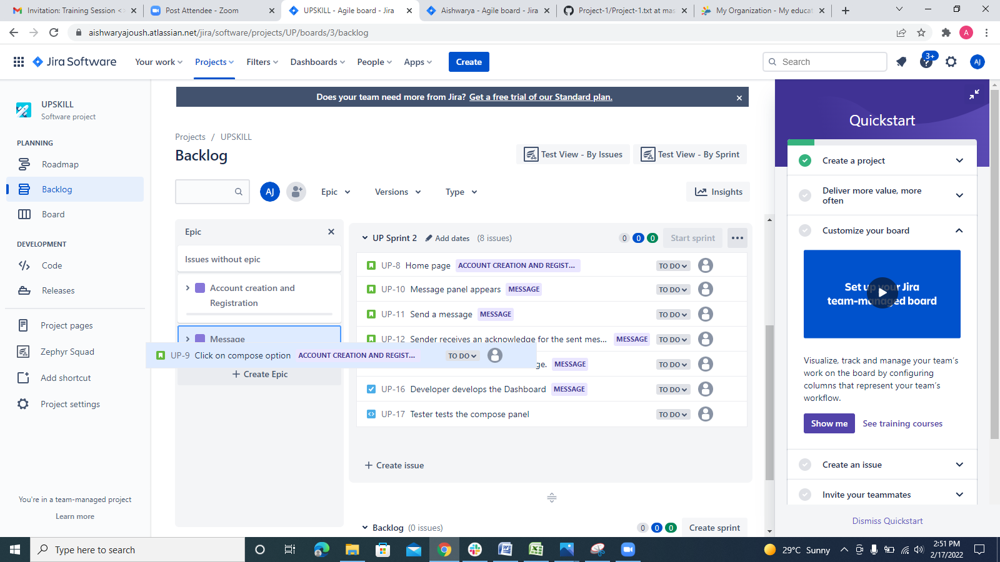 Invitation: Training Session <
Post Attendee - Zoom
UPSKILL - Agile board - Jira
Aishwarya - Agile board - Jira
Project-1/Project-1.txt at mas
My Organization - My educat
aishwaryajoush.atlassian.net/jira/software/projects/UP/boards/3/backlog
A
Jira Software
Your work
Projects
Filters
Dashboards
People
Apps
Create
Search
3+
AJ
UPSKILL
Software project
PLANNING
Roadmap
Backlog
Board
DEVELOPMENT
Code
Releases
Project pages
Zephyr Squad
Add shortcut
Project settings
You're in a team-managed project
Learn more
Does your team need more from Jira? Get a free trial of our Standard plan.
Projects / UPSKILL
Backlog
Test View - By Issues
Test View - By Sprint
AJ
Epic
Versions
Type
Insights
Epic
Issues without epic
Account creation and
Registration
Message
+ Create Epic
UP Sprint 2 Add dates (8 issues)
0 0 0 Start sprint
UP-8 Home page ACCOUNT CREATION AND REGIST... TO DO
UP-10 Message panel appears MESSAGE TO DO
UP-11 Send a message MESSAGE TO DO
UP-12 Sender receives an acknowledge for the sent mes... MESSAGE TO DO
UP-9 Click on compose option ACCOUNT CREATION AND REGIST... TO DO
ge. MESSAGE TO DO
UP-16 Developer develops the Dashboard MESSAGE TO DO
UP-17 Tester tests the compose panel TO DO
+ Create issue
Backlog (0 issues)
0 0 0 Create sprint
Quickstart
Create a project
Deliver more value, more
often
Customize your board
Set up your Jira
team-managed board
Visualize, track and manage your team's
work on the board by configuring
columns that represent your team's
workflow.
Show me
See training courses
Create an issue
Invite your teammates
Dismiss Quickstart
Type here to search
29°C Sunny
2:51 PM
2/17/2022